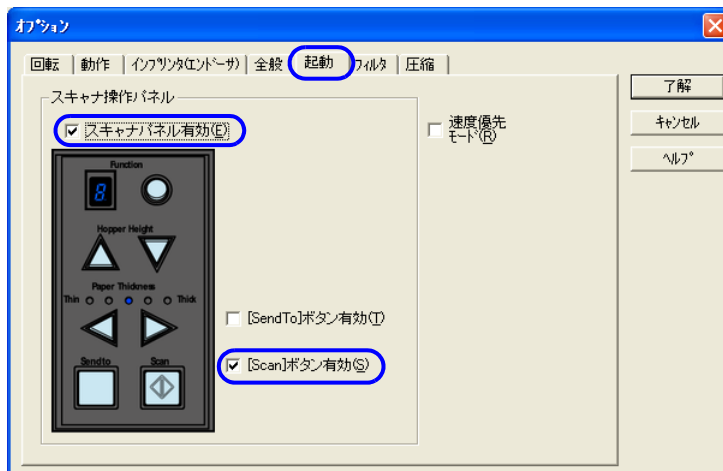 オプション
回転 動作 インプリンタ(エンドーサ) 全般 起動 フィルタ 圧縮
了解
キャンセル
ヘルプ
スキャナ操作パネル
スキャナパネル有効(E)
速度優先
モード(R)
Function
8
Hopper Height
Paper Thickness
Thin Thick
[SendTo]ボタン有効(T)
Sendto Scan
[Scan]ボタン有効(S)